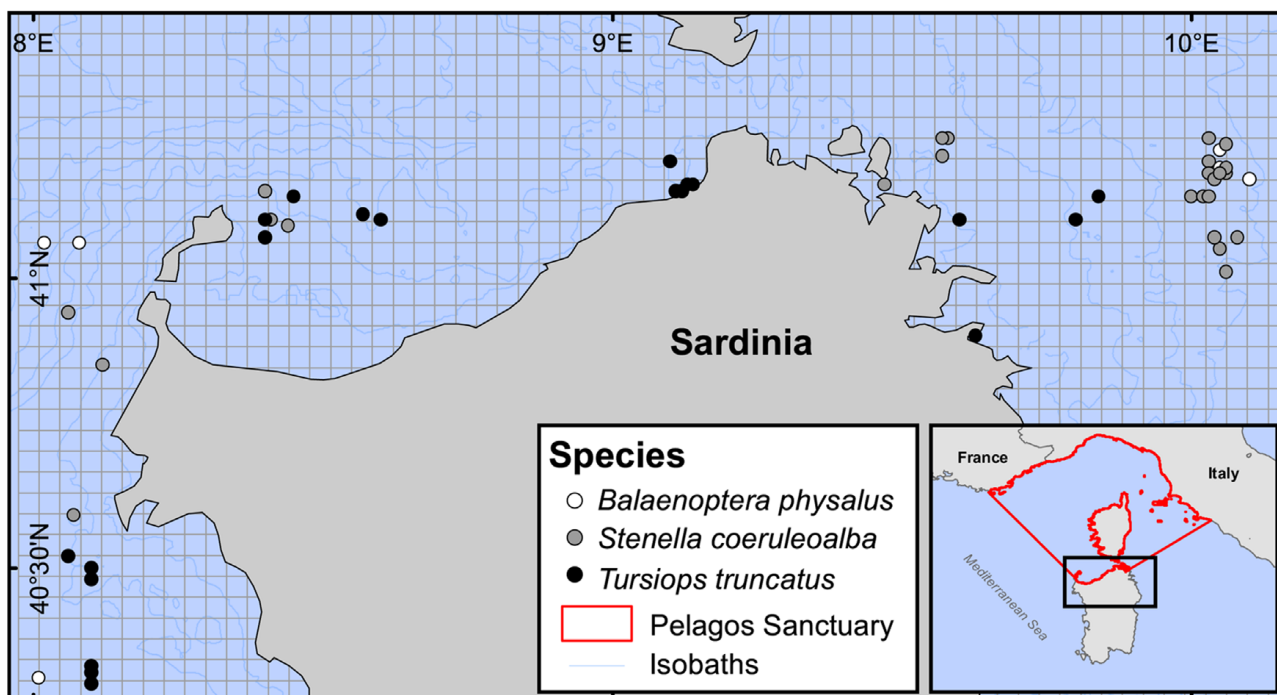 8°E
9°E
10°E
41°N
Sardinia
40°30'N
Species
Balaenoptera physalus
Stenella coeruleoalba
Tursiops truncatus
Pelagos Sanctuary
Isobaths
France
Italy
Mediterranean Sea